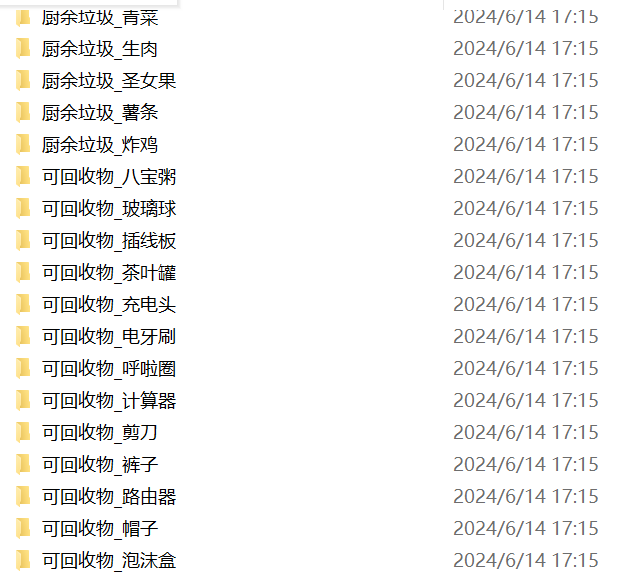 厨余垃圾_青菜 2024/6/14 17:15
厨余垃圾_生肉 2024/6/14 17:15
厨余垃圾_圣女果 2024/6/14 17:15
厨余垃圾_薯条 2024/6/14 17:15
厨余垃圾_炸鸡 2024/6/14 17:15
可回收物_八宝粥 2024/6/14 17:15
可回收物_玻璃球 2024/6/14 17:15
可回收物_插线板 2024/6/14 17:15
可回收物_茶叶罐 2024/6/14 17:15
可回收物_充电头 2024/6/14 17:15
可回收物_电牙刷 2024/6/14 17:15
可回收物_呼啦圈 2024/6/14 17:15
可回收物_计算器 2024/6/14 17:15
可回收物_剪刀 2024/6/14 17:15
可回收物_裤子 2024/6/14 17:15
可回收物_路由器 2024/6/14 17:15
可回收物_帽子 2024/6/14 17:15
可回收物_泡沫盒 2024/6/14 17:15